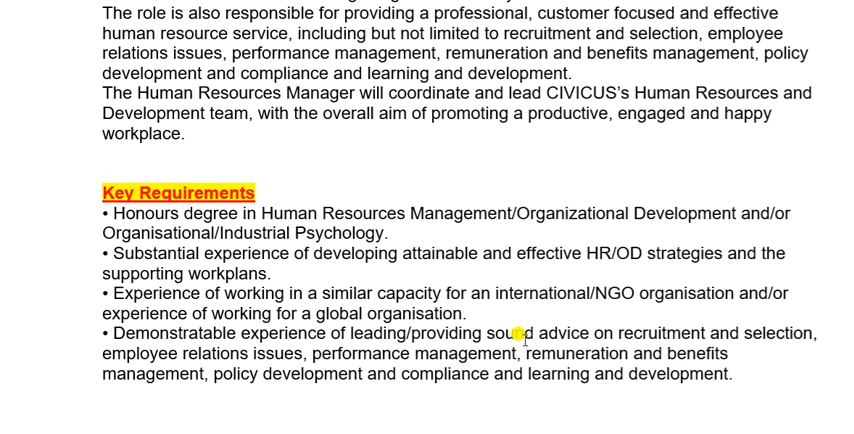 The role is also responsible for providing a professional, customer focused and effective
human resource service, including but not limited to recruitment and selection, employee
relations issues, performance management, remuneration and benefits management, policy
development and compliance and learning and development.
The Human Resources Manager will coordinate and lead CIVICUS’s Human Resources and
Development team, with the overall aim of promoting a productive, engaged and happy
workplace.
Key Requirements
• Honours degree in Human Resources Management/Organizational Development and/or
Organisational/Industrial Psychology.
• Substantial experience of developing attainable and effective HR/OD strategies and the
supporting workplans.
• Experience of working in a similar capacity for an international/NGO organisation and/or
experience of working for a global organisation.
• Demonstratable experience of leading/providing sound advice on recruitment and selection,
employee relations issues, performance management, remuneration and benefits
management, policy development and compliance and learning and development.